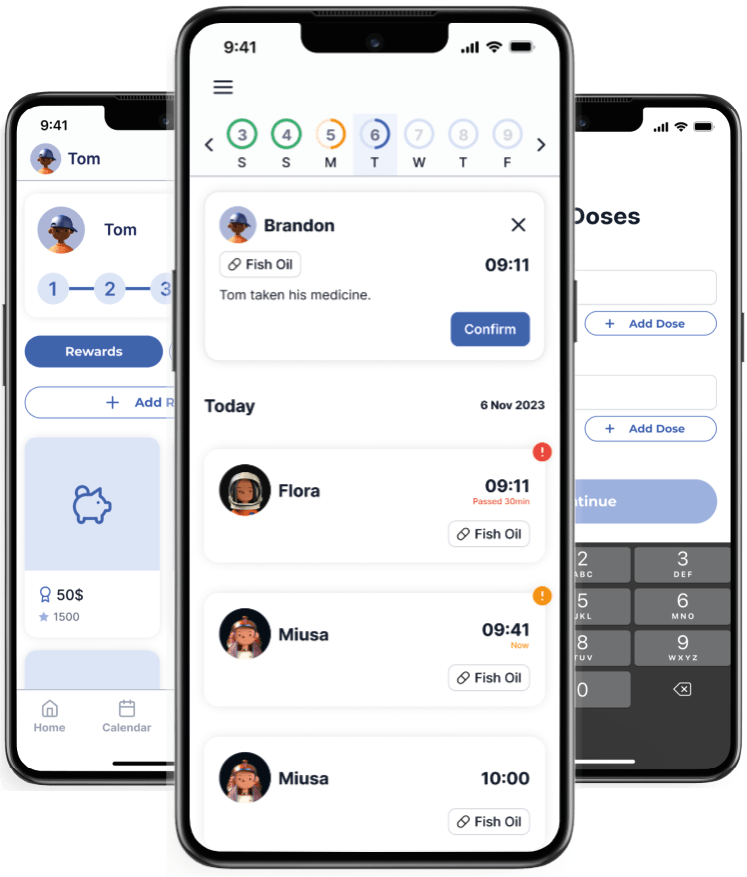 9:41
Tom
Tom
1 2 3
Rewards
+ Add R
50$
1500
Home
Calendar
9:41
3 4 5 6 7 8 9
S S M T W T F
Brandon
Fish Oil
09:11
Tom taken his medicine.
Confirm
Today
6 Nov 2023
Flora
09:11
Passed 30min
Fish Oil
Miusa
09:41
Now
Fish Oil
Miusa
10:00
Fish Oil
Doses
+ Add Dose
+ Add Dose
tinue
2 3
ABC DEF
5 6
JKL MNO
8 9
TUV WXYZ
0